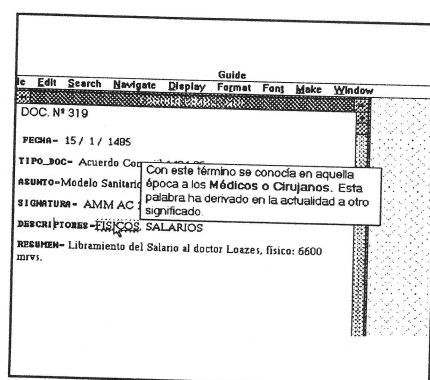 Guide
le Edit Search Navigate Display Format Font Make Window
DOC. Nº 319
FECHA- 15 / 1 / 1485
TIPO_DOC- Acuerdo
Con este término se conocía en aquella
época a los Médicos o Cirujanos. Esta
palabra ha derivado en la actualidad a otro
significado.
ASUNTO-Modelo Sanitario
SIGNATURA- AMM AC
DESCRIPTORES-FISICOS, SALARIOS
RESUMEN- Libramiento del Salario al doctor Loazes, físico: 6600
mrvs.